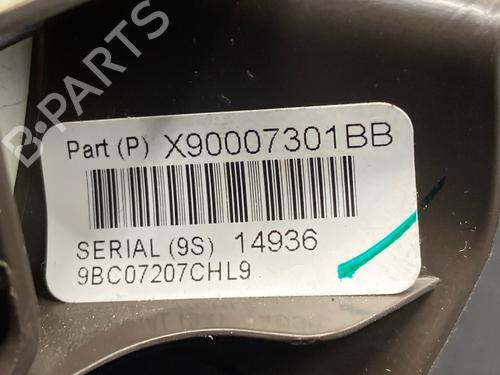 B-PARTS
Part (P) X90007301BB
SERIAL (9S) 14936
9BC07207CHL9